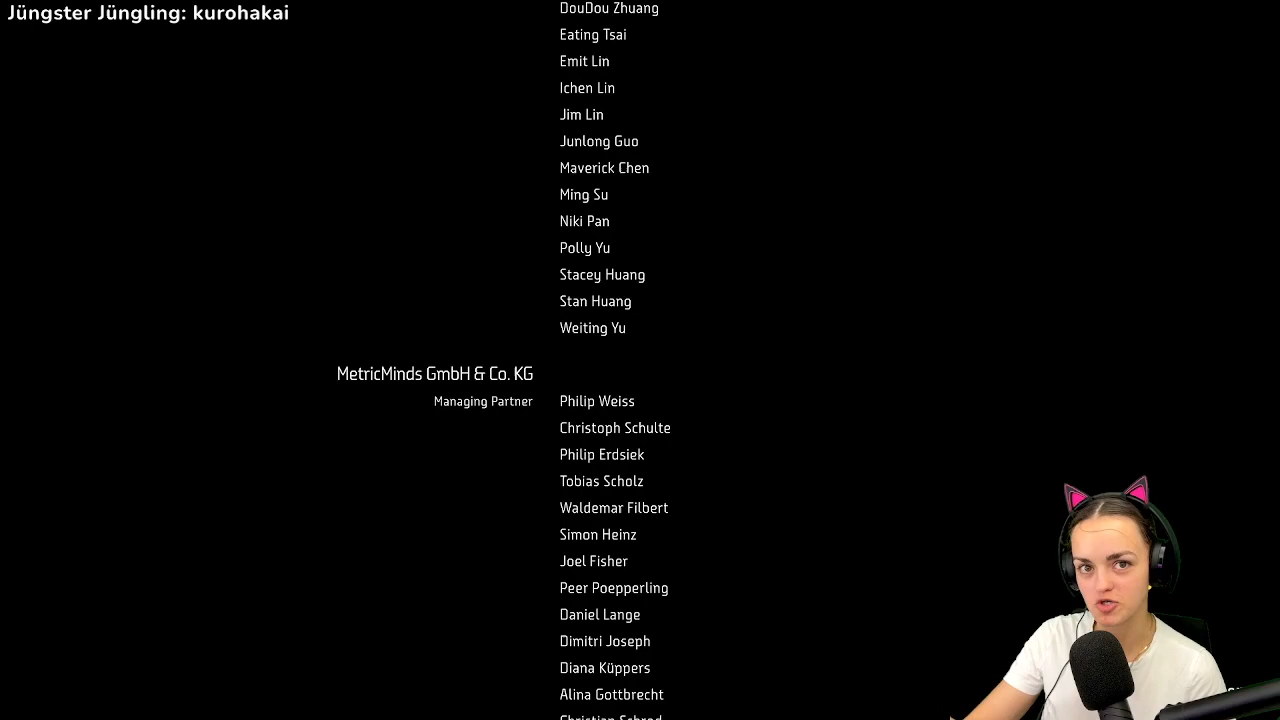 Jüngster Jüngling: kurohakai
DouDou Zhuang
Eating Tsai
Emit Lin
Ichen Lin
Jim Lin
Junlong Guo
Maverick Chen
Ming Su
Niki Pan
Polly Yu
Stacey Huang
Stan Huang
Weiting Yu
MetricMinds GmbH & Co. KG
Managing Partner Philip Weiss
Christoph Schulte
Philip Erdsiek
Tobias Scholz
Waldemar Filbert
Simon Heinz
Joel Fisher
Peer Poepperling
Daniel Lange
Dimitri Joseph
Diana Küppers
Alina Gottbrecht